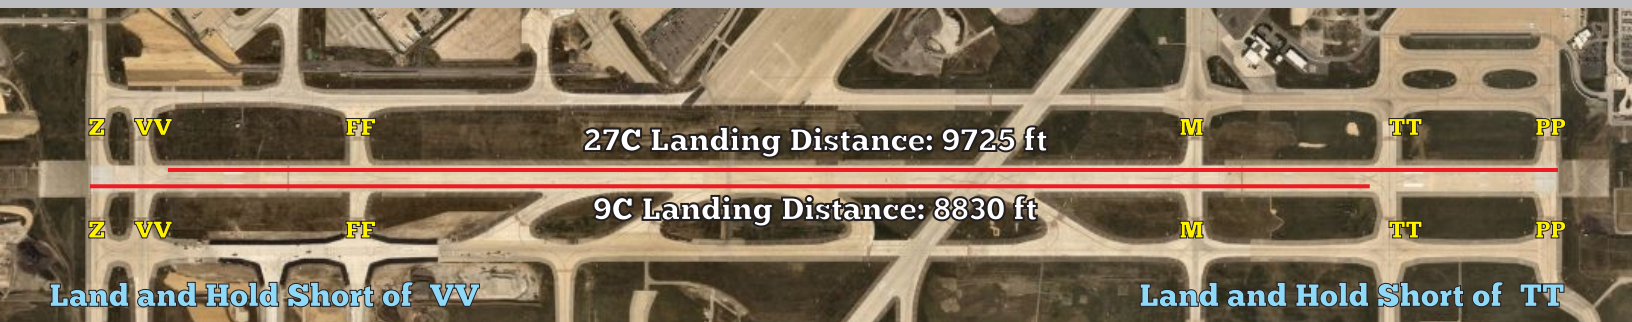 Z VV FF M TT PP
27C Landing Distance: 9725 ft
9C Landing Distance: 8830 ft
Z VV FF M TT PP
Land and Hold Short of VV
Land and Hold Short of TT